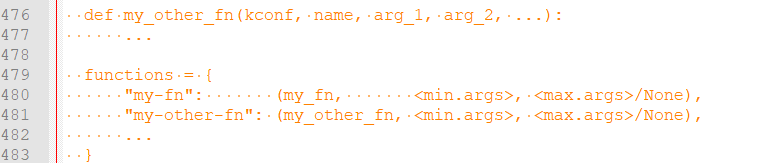 476   def my_other_fn(kconf, name, arg_1, arg_2, ...):
477       ...
478
479   functions = {
480       "my-fn":       (my_fn,       <min.args>, <max.args>/None),
481       "my-other-fn": (my_other_fn, <min.args>, <max.args>/None),
482       ...
483   }